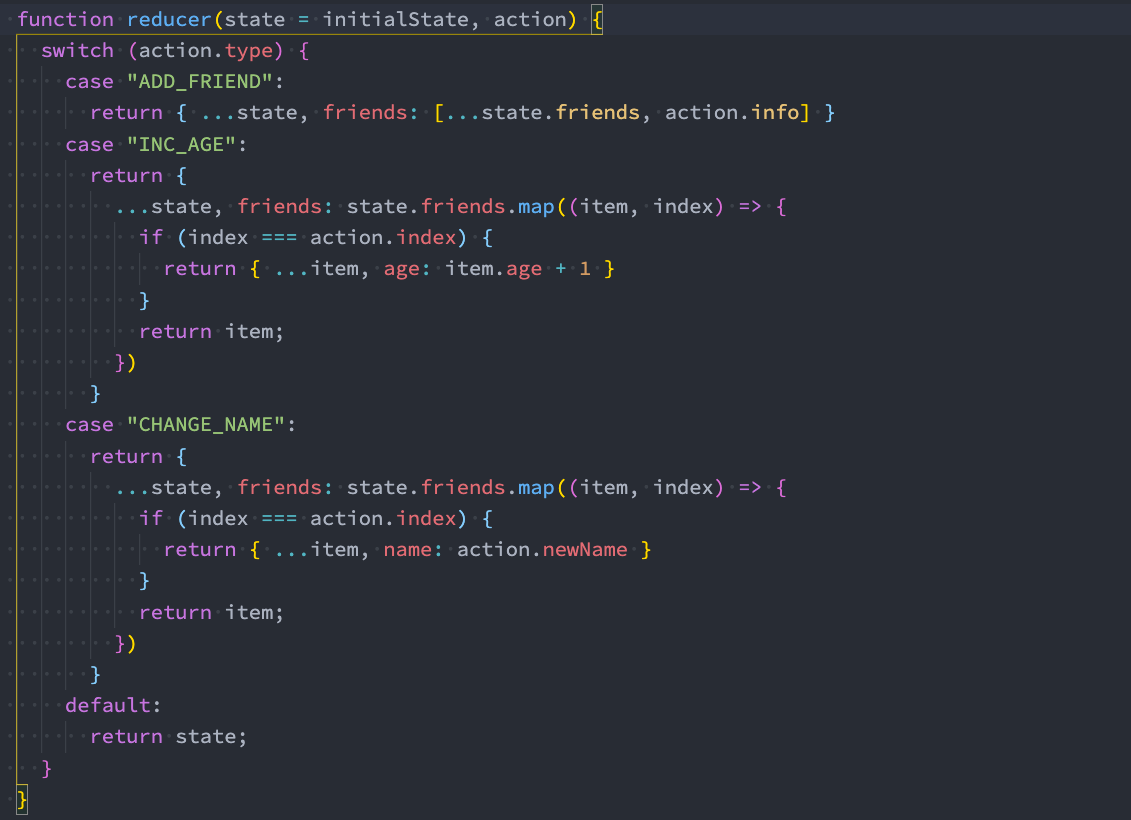 function reducer(state = initialState, action) {
  switch (action.type) {
    case "ADD_FRIEND":
      return { ...state, friends: [...state.friends, action.info] }
    case "INC_AGE":
      return {
        ...state, friends: state.friends.map((item, index) => {
          if (index === action.index) {
            return { ...item, age: item.age + 1 }
          }
          return item;
        })
      }
    case "CHANGE_NAME":
      return {
        ...state, friends: state.friends.map((item, index) => {
          if (index === action.index) {
            return { ...item, name: action.newName }
          }
          return item;
        })
      }
    default:
      return state;
  }
}